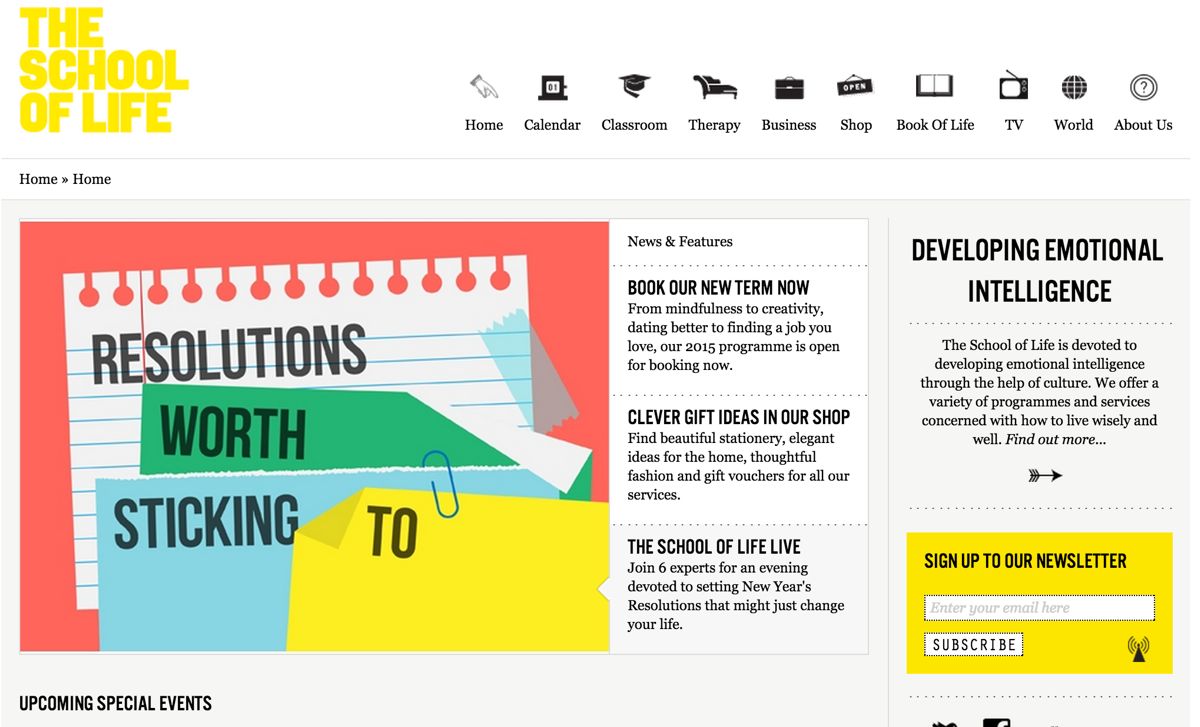 THE
SCHOOL
OF LIFE
01
OPEN
?
Home Calendar Classroom Therapy Business Shop Book Of Life TV World About Us
Home » Home
RESOLUTIONS
WORTH
STICKING
TO
News & Features
BOOK OUR NEW TERM NOW
From mindfulness to creativity,
dating better to finding a job you
love, our 2015 programme is open
for booking now.
CLEVER GIFT IDEAS IN OUR SHOP
Find beautiful stationery, elegant
ideas for the home, thoughtful
fashion and gift vouchers for all our
services.
THE SCHOOL OF LIFE LIVE
Join 6 experts for an evening
devoted to setting New Year's
Resolutions that might just change
your life.
DEVELOPING EMOTIONAL
INTELLIGENCE
The School of Life is devoted to
developing emotional intelligence
through the help of culture. We offer a
variety of programmes and services
concerned with how to live wisely and
well. Find out more...
SIGN UP TO OUR NEWSLETTER
Enter your email here
SUBSCRIBE
UPCOMING SPECIAL EVENTS